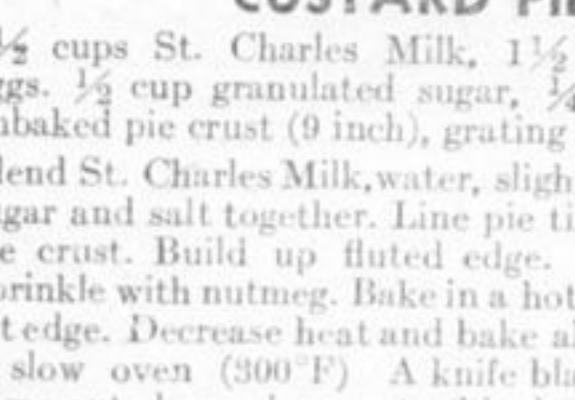 CUSTARD PIE
½ cups St. Charles Milk, 1½
ggs. ½ cup granulated sugar, ¼
nbaked pie crust (9 inch), grating
lend St. Charles Milk, water, sligh
gar and salt together. Line pie ti
e crust. Build up fluted edge.
prinkle with nutmeg. Bake in a hot
t edge. Decrease heat and bake a
slow oven (300°F) A knife bla